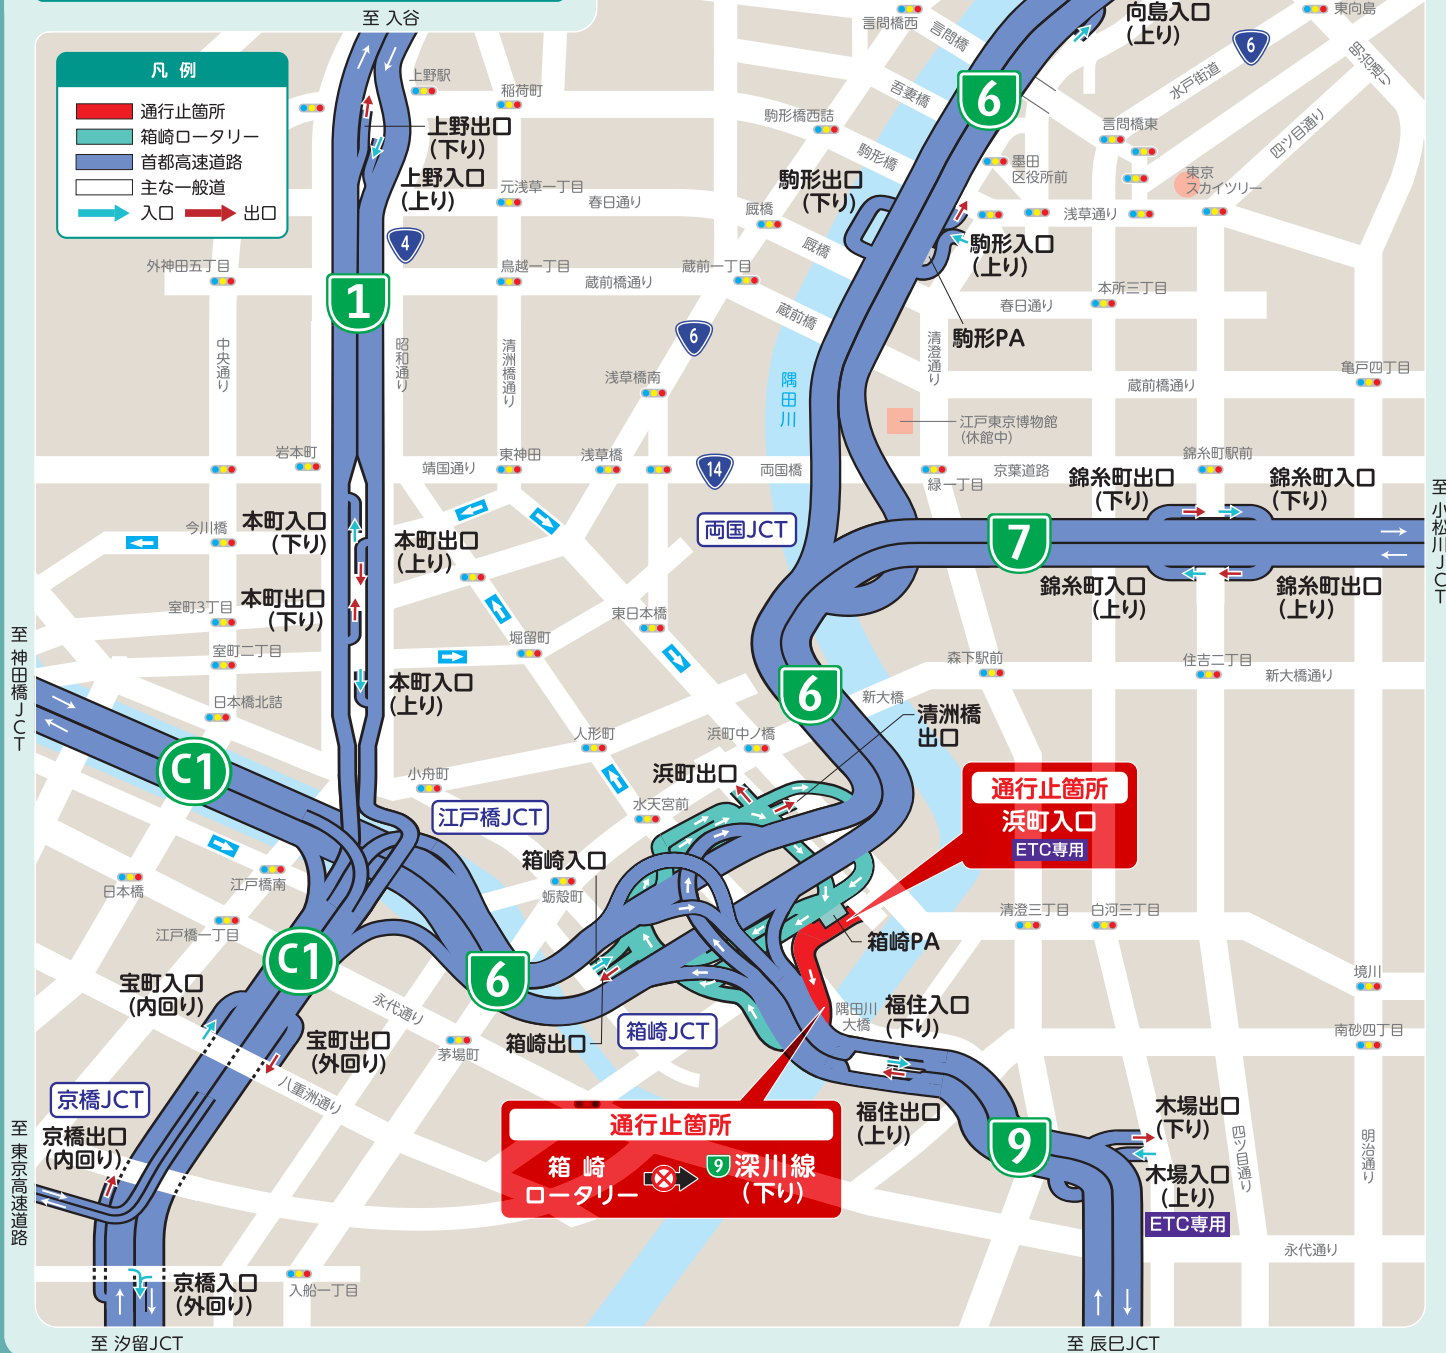 至 入谷
凡 例
通行止箇所
箱崎ロータリー
首都高速道路
主な一般道
入口 出口
上野駅
稲荷町
上野出口
(下り)
上野入口
(上り)
元浅草一丁目
春日通り
4
外神田五丁目
鳥越一丁目
蔵前橋通り
蔵前一丁目
1
中央通り
昭和通り
清洲橋通り
6
浅草橋南
岩本町
靖国通り
東神田
浅草橋
14
両国橋
今川橋
本町入口
(下り)
本町出口
(上り)
室町3丁目
本町出口
(下り)
室町二丁目
本町入口
(上り)
日本橋北詰
堀留町
東日本橋
両国JCT
言問橋西
言問橋
向島入口
(上り)
東向島
6
明治通り
水戸街道
吾妻橋
6
駒形橋西詰
駒形橋
言問橋東
四ツ目通り
墨田
区役所前
東京
スカイツリー
駒形出口
(下り)
厩橋
厩橋
浅草通り
駒形入口
(上り)
蔵前橋
本所三丁目
春日通り
駒形PA
清澄通り
隅田川
亀戸四丁目
蔵前橋通り
江戸東京博物館
(休館中)
京葉道路
緑一丁目
錦糸町駅前
錦糸町出口
(下り)
錦糸町入口
(下り)
7
錦糸町入口
(上り)
錦糸町出口
(上り)
至 小松川JCT
至 神田橋JCT
森下駅前
住吉二丁目
新大橋通り
6
新大橋
清洲橋
出口
C1
人形町
浜町中ノ橋
浜町出口
小舟町
水天宮前
江戸橋JCT
通行止箇所
浜町入口
ETC専用
箱崎入口
蛎殻町
日本橋
江戸橋南
江戸橋一丁目
清澄三丁目
白河三丁目
箱崎PA
C1
6
宝町入口
(内回り)
永代通り
境川
隅田川
大橋
福住入口
(下り)
宝町出口
(外回り)
茅場町
箱崎出口
箱崎JCT
南砂四丁目
八重洲通り
京橋JCT
京橋出口
(内回り)
至 東京高速道路
通行止箇所
箱 崎
ロータリー
9 深川線
(下り)
福住出口
(上り)
9
木場出口
(下り)
木場入口
(上り)
ETC専用
四ツ目通り
明治通り
永代通り
京橋入口
(外回り)
入船一丁目
至 汐留JCT
至 辰巳JCT